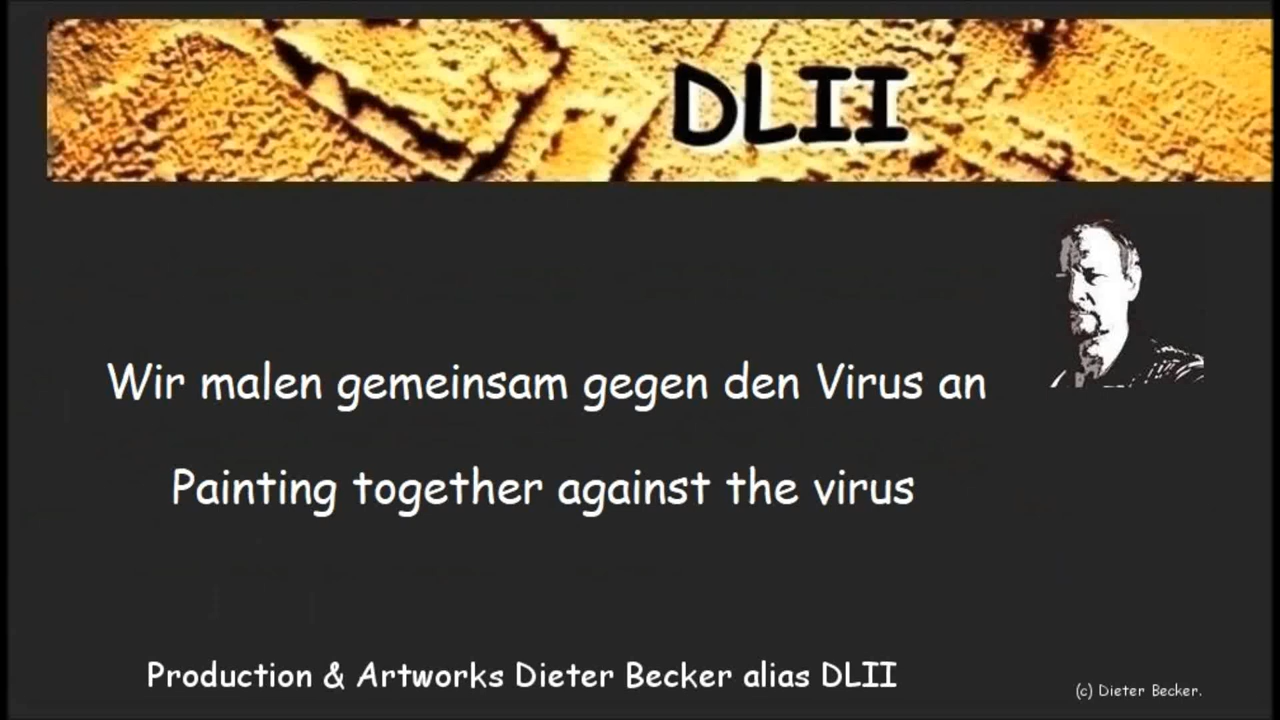 DLII
Wir malen gemeinsam gegen den Virus an
Painting together against the virus
Production & Artworks Dieter Becker alias DLII
(c) Dieter Becker.